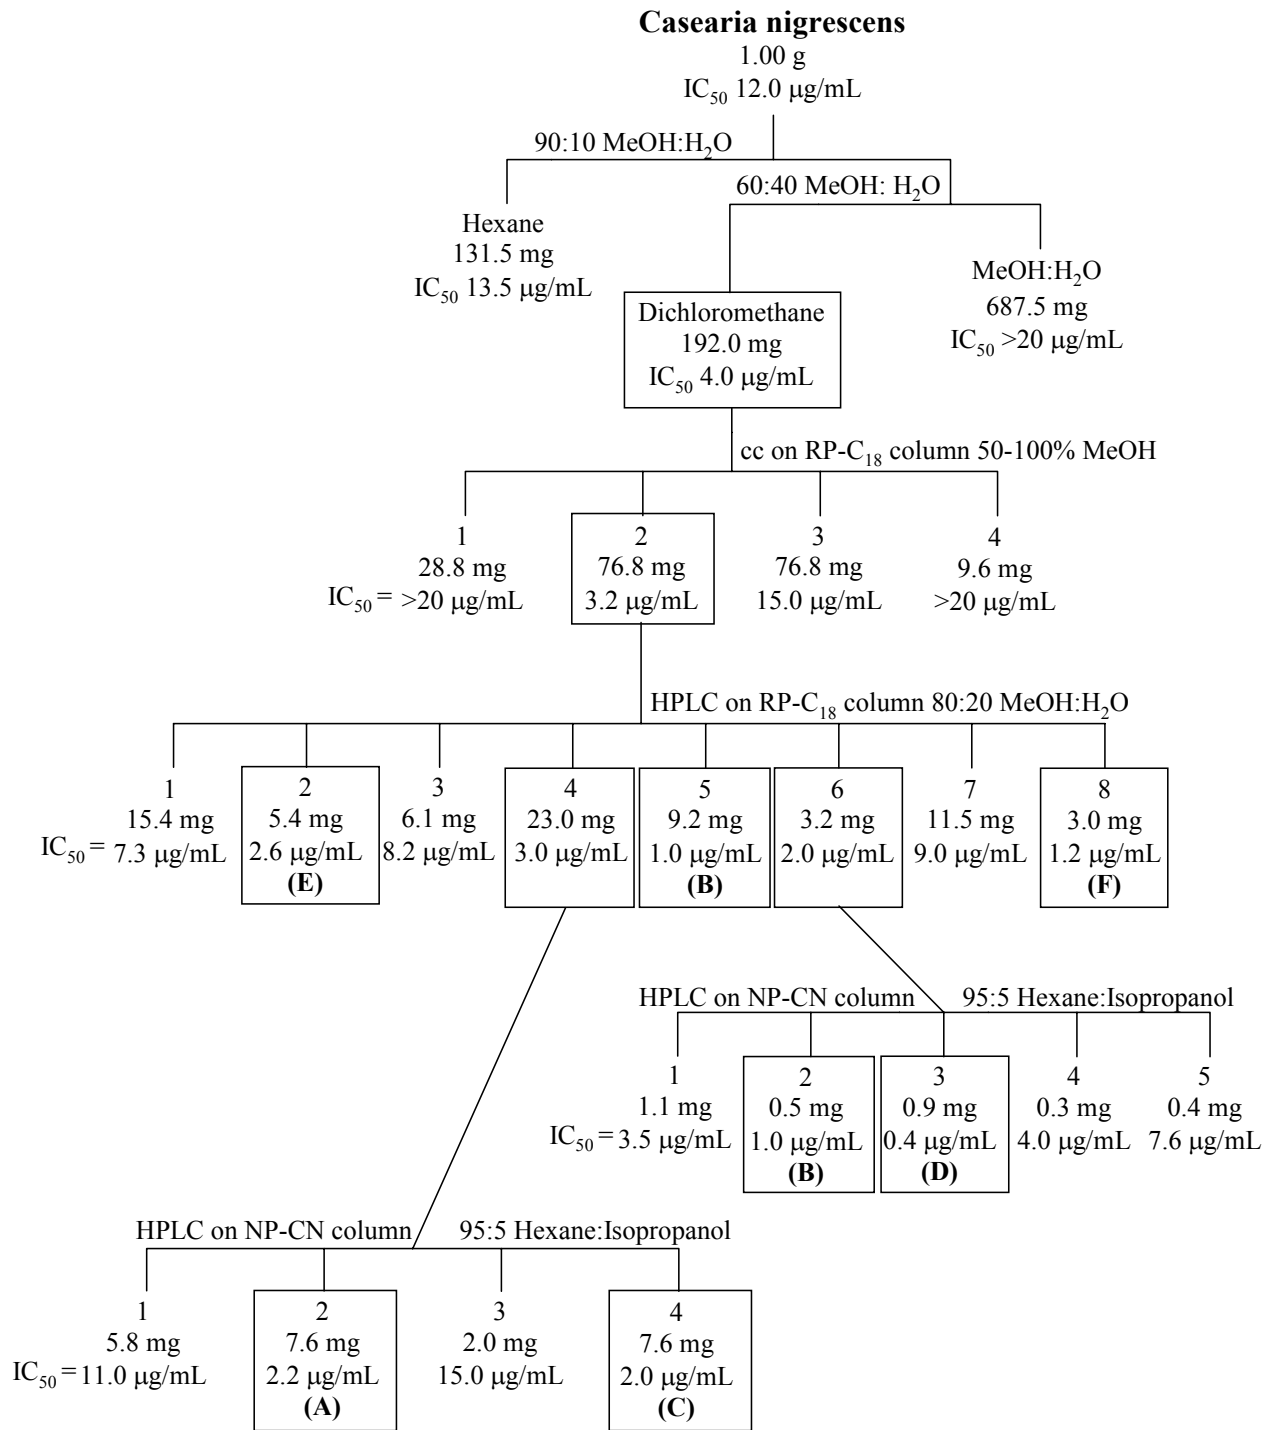 Casearia nigrescens
1.00 g
IC50 12.0 μg/mL
90:10 MeOH:H2O
60:40 MeOH: H2O
Hexane
131.5 mg
IC50 13.5 μg/mL
MeOH:H2O
687.5 mg
IC50 >20 μg/mL
Dichloromethane
192.0 mg
IC50 4.0 μg/mL
cc on RP-C18 column 50-100% MeOH
1 2 3 4
28.8 mg 76.8 mg 76.8 mg 9.6 mg
IC50 = >20 μg/mL 3.2 μg/mL 15.0 μg/mL >20 μg/mL
HPLC on RP-C18 column 80:20 MeOH:H2O
1 2 3 4 5 6 7 8
15.4 mg 5.4 mg 6.1 mg 23.0 mg 9.2 mg 3.2 mg 11.5 mg 3.0 mg
IC50 = 7.3 μg/mL 2.6 μg/mL 8.2 μg/mL 3.0 μg/mL 1.0 μg/mL 2.0 μg/mL 9.0 μg/mL 1.2 μg/mL
(E) (B) (F)
HPLC on NP-CN column 95:5 Hexane:Isopropanol
1 2 3 4 5
1.1 mg 0.5 mg 0.9 mg 0.3 mg 0.4 mg
IC50 = 3.5 μg/mL 1.0 μg/mL 0.4 μg/mL 4.0 μg/mL 7.6 μg/mL
(B) (D)
HPLC on NP-CN column 95:5 Hexane:Isopropanol
1 2 3 4
5.8 mg 7.6 mg 2.0 mg 7.6 mg
IC50 = 11.0 μg/mL 2.2 μg/mL 15.0 μg/mL 2.0 μg/mL
(A) (C)